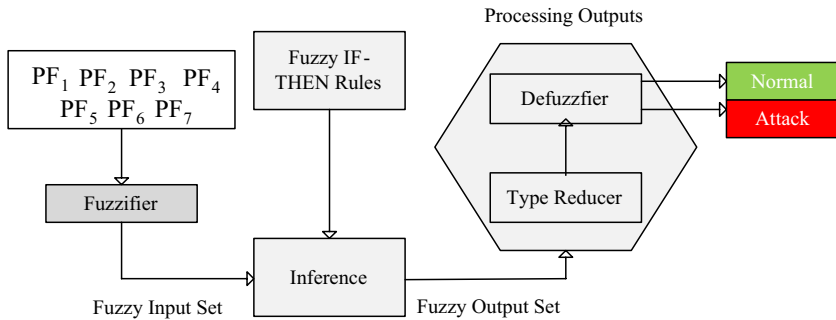 Processing Outputs
PF1 PF2 PF3 PF4
PF5 PF6 PF7
Fuzzy IF-
THEN Rules
Defuzzfier
Normal
Attack
Fuzzifier
Type Reducer
Inference
Fuzzy Input Set
Fuzzy Output Set